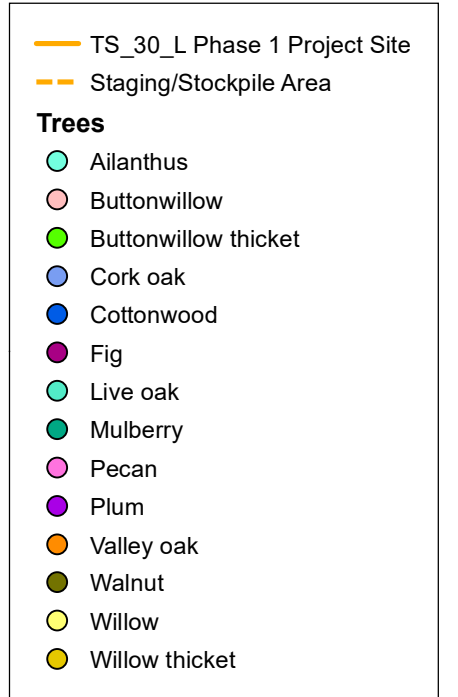 TS_30_L Phase 1 Project Site
Staging/Stockpile Area
Trees
Ailanthus
Buttonwillow
Buttonwillow thicket
Cork oak
Cottonwood
Fig
Live oak
Mulberry
Pecan
Plum
Valley oak
Walnut
Willow
Willow thicket